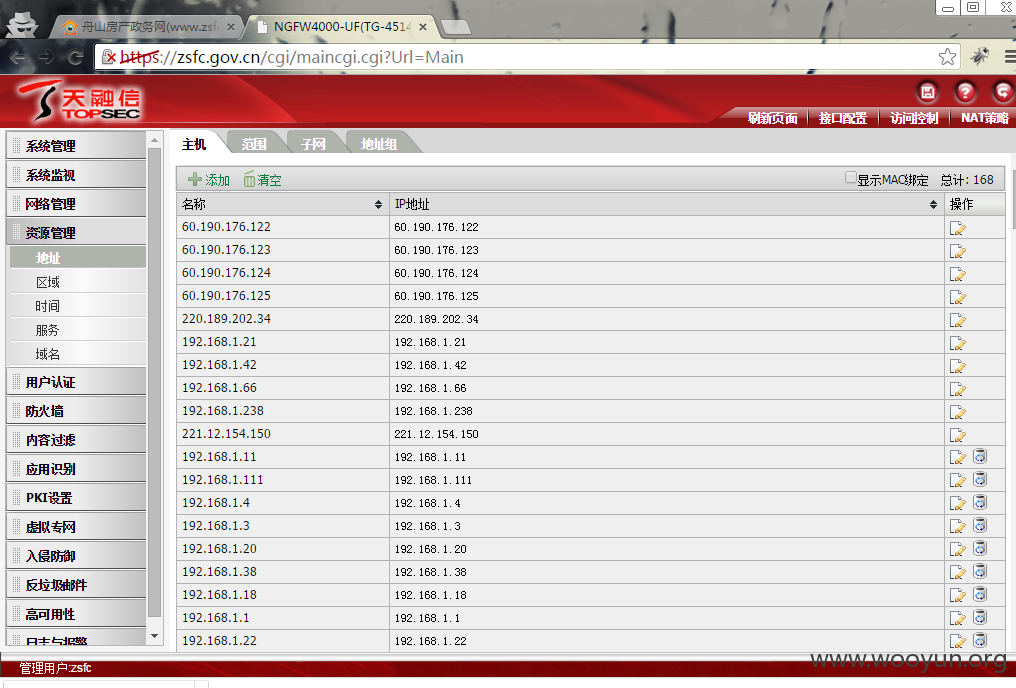 舟山房产政务网(www.zsf
NGFW4000-UF(TG-4514
https://zsfc.gov.cn/cgi/maincgi.cgi?Url=Main
天融信
TOPSEC
刷新页面 接口配置 访问控制 NAT策略
系统管理
系统监视
网络管理
资源管理
地址
区域
时间
服务
域名
用户认证
防火墙
内容过滤
应用识别
PKI设置
虚拟专网
入侵防御
反垃圾邮件
高可用性
日志与报警
主机 范围 子网 地址组
添加 清空 显示MAC绑定 总计: 168
名称 IP地址 操作
60.190.176.122 60.190.176.122
60.190.176.123 60.190.176.123
60.190.176.124 60.190.176.124
60.190.176.125 60.190.176.125
220.189.202.34 220.189.202.34
192.168.1.21 192.168.1.21
192.168.1.42 192.168.1.42
192.168.1.66 192.168.1.66
192.168.1.238 192.168.1.238
221.12.154.150 221.12.154.150
192.168.1.11 192.168.1.11
192.168.1.111 192.168.1.111
192.168.1.4 192.168.1.4
192.168.1.3 192.168.1.3
192.168.1.20 192.168.1.20
192.168.1.38 192.168.1.38
192.168.1.18 192.168.1.18
192.168.1.1 192.168.1.1
192.168.1.22 192.168.1.22
管理用户:zsfc
www.wooyun.org